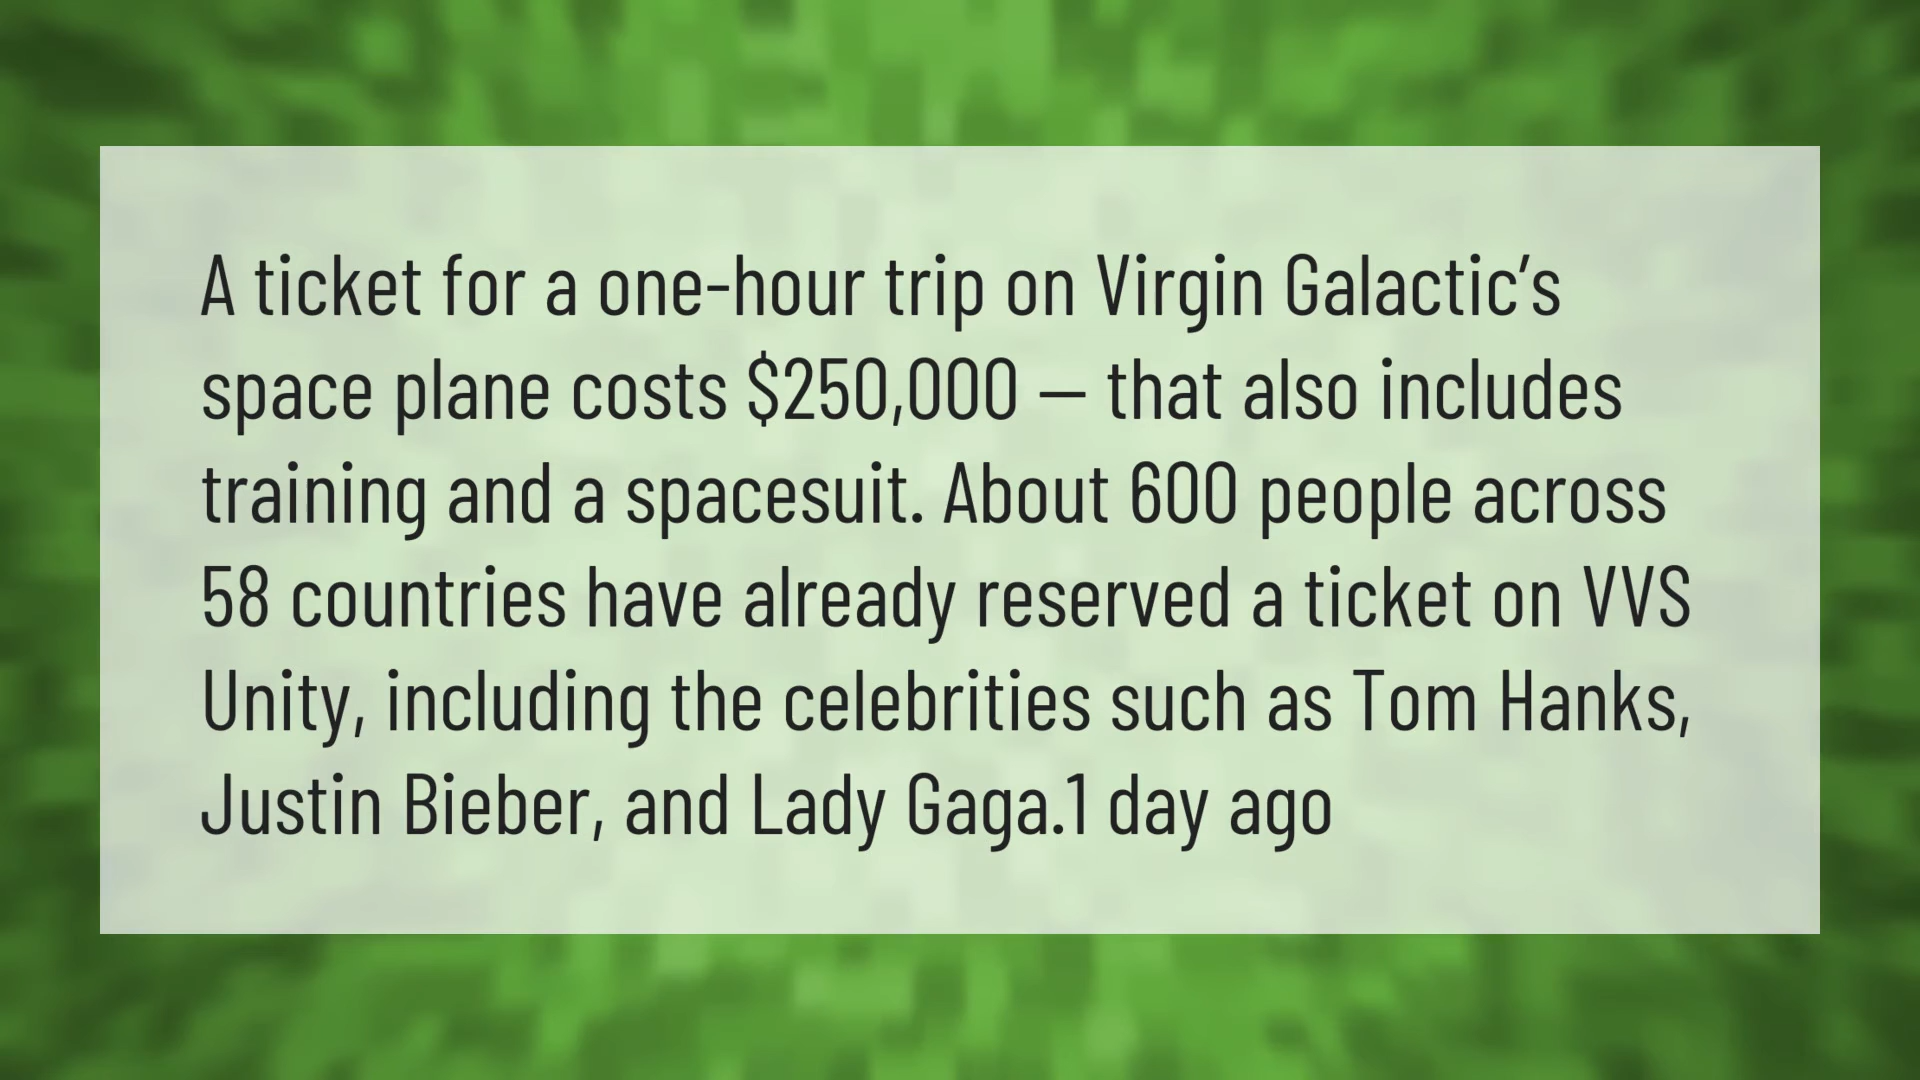 A ticket for a one-hour trip on Virgin Galactic’s
space plane costs $250,000 – that also includes
training and a spacesuit. About 600 people across
58 countries have already reserved a ticket on VVS
Unity, including the celebrities such as Tom Hanks,
Justin Bieber, and Lady Gaga.1 day ago